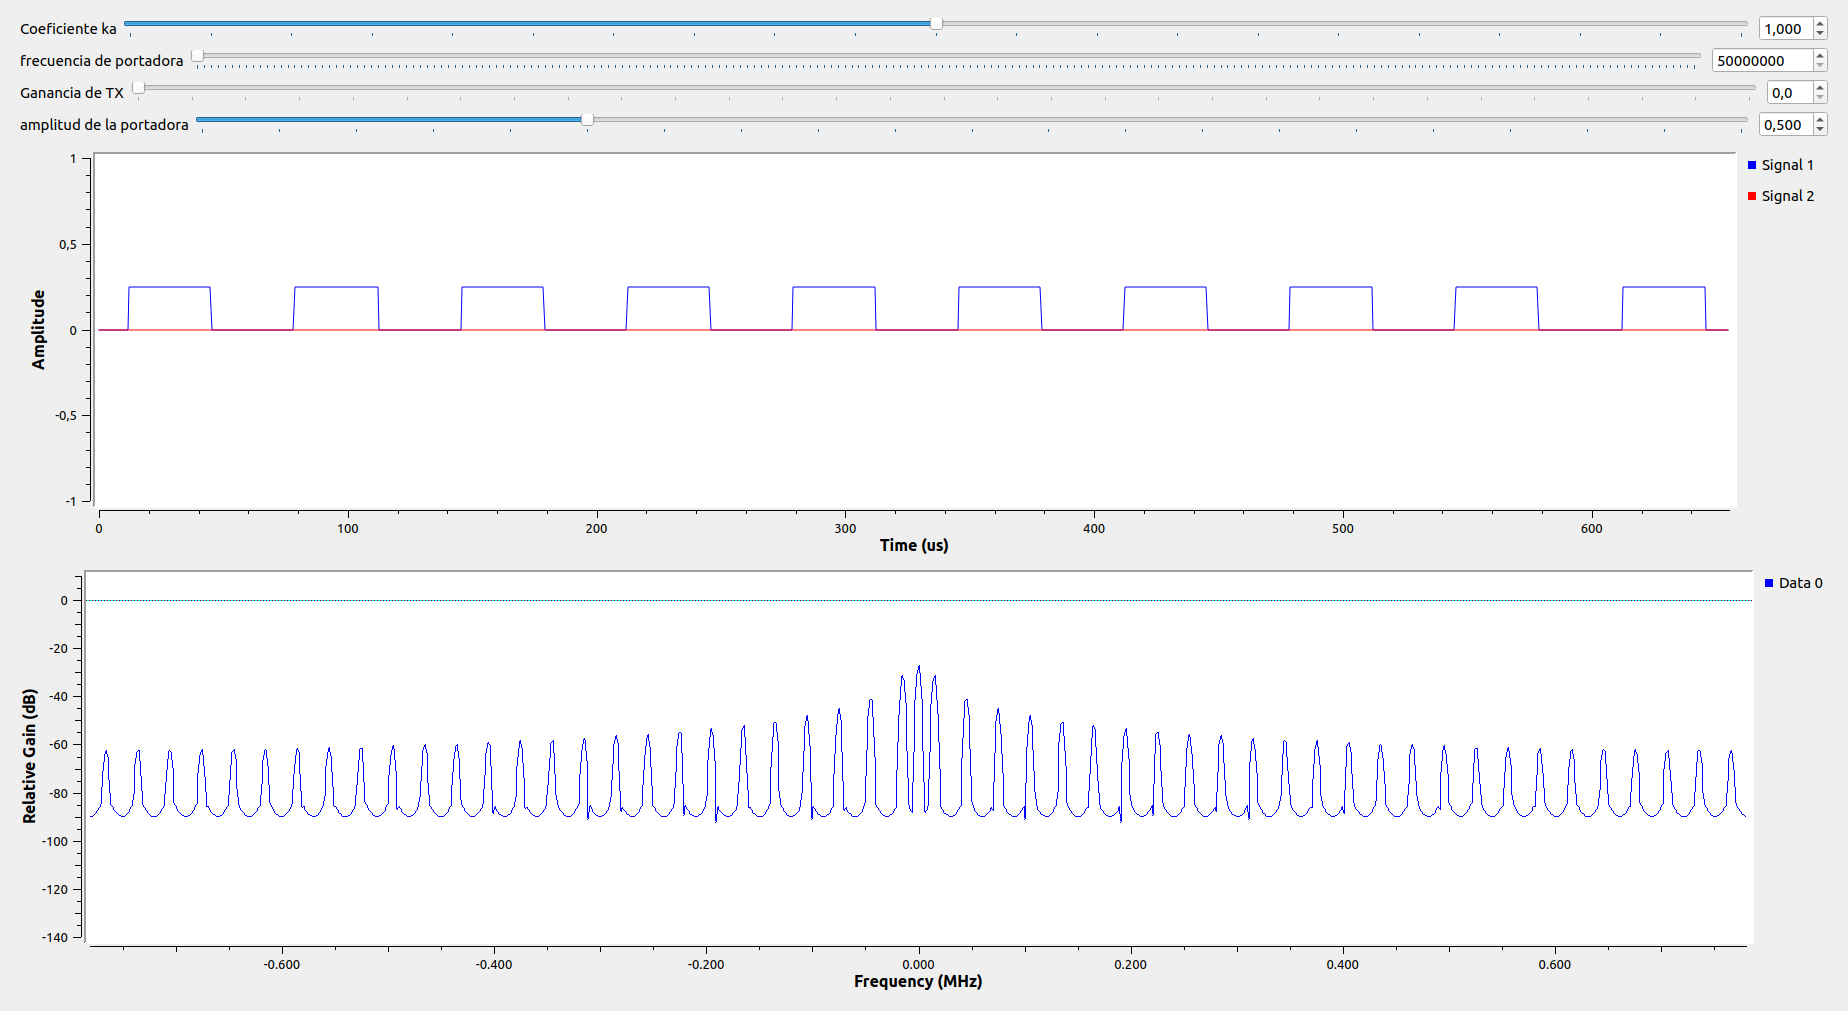 Coeficiente ka 1,000
frecuencia de portadora 50000000
Ganancia de TX 0,0
amplitud de la portadora 0,500
1
0,5
0
-0,5
-1
Amplitude
Signal 1
Signal 2
0 100 200 300 400 500 600
Time (us)
0
-20
-40
-60
-80
-100
-120
-140
Relative Gain (dB)
Data 0
-0.600 -0.400 -0.200 0.000 0.200 0.400 0.600
Frequency (MHz)